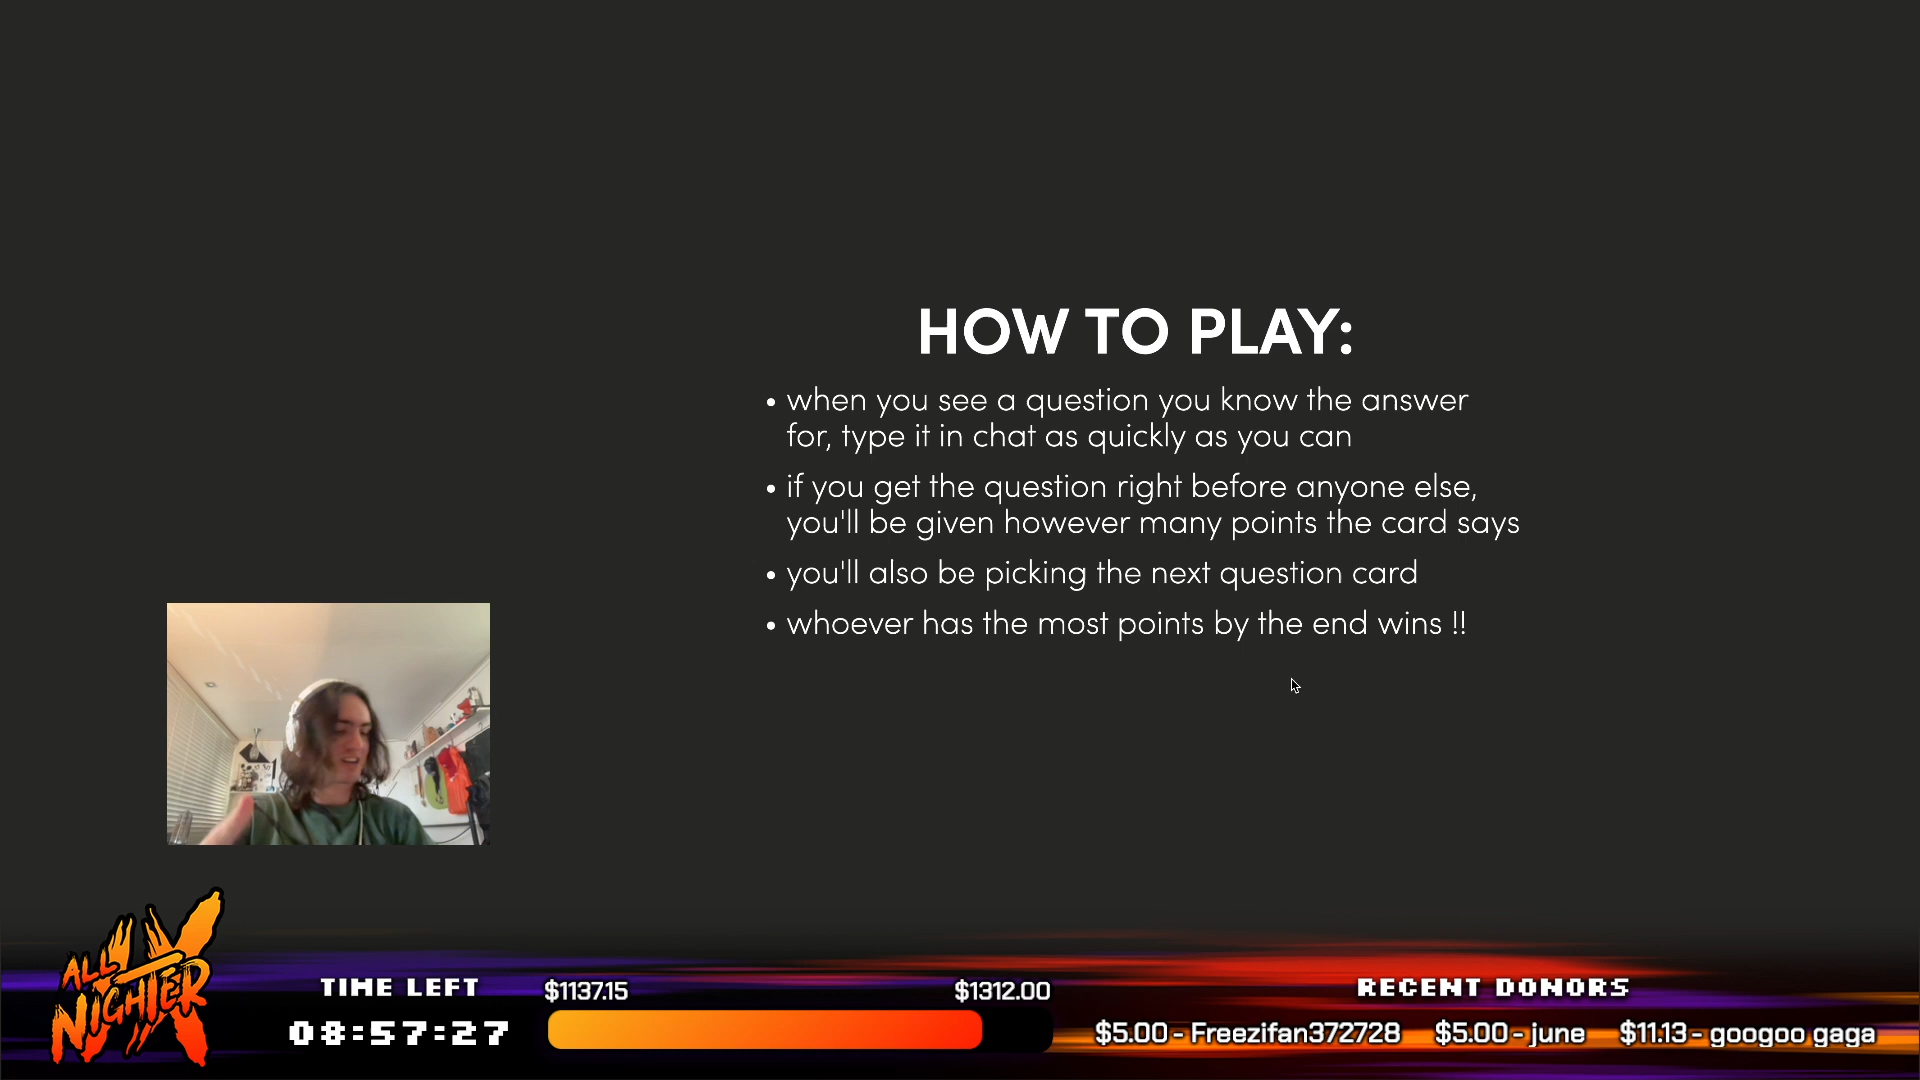 HOW TO PLAY:
• when you see a question you know the answer
for, type it in chat as quickly as you can
• if you get the question right before anyone else,
you'll be given however many points the card says
• you'll also be picking the next question card
• whoever has the most points by the end wins !!
ALL
NIGHTER
TIME LEFT
08:57:27
$1137.15
$1312.00
RECENT DONORS
$5.00 - Freezifan372728
$5.00 - june
$11.13 - googoo gaga